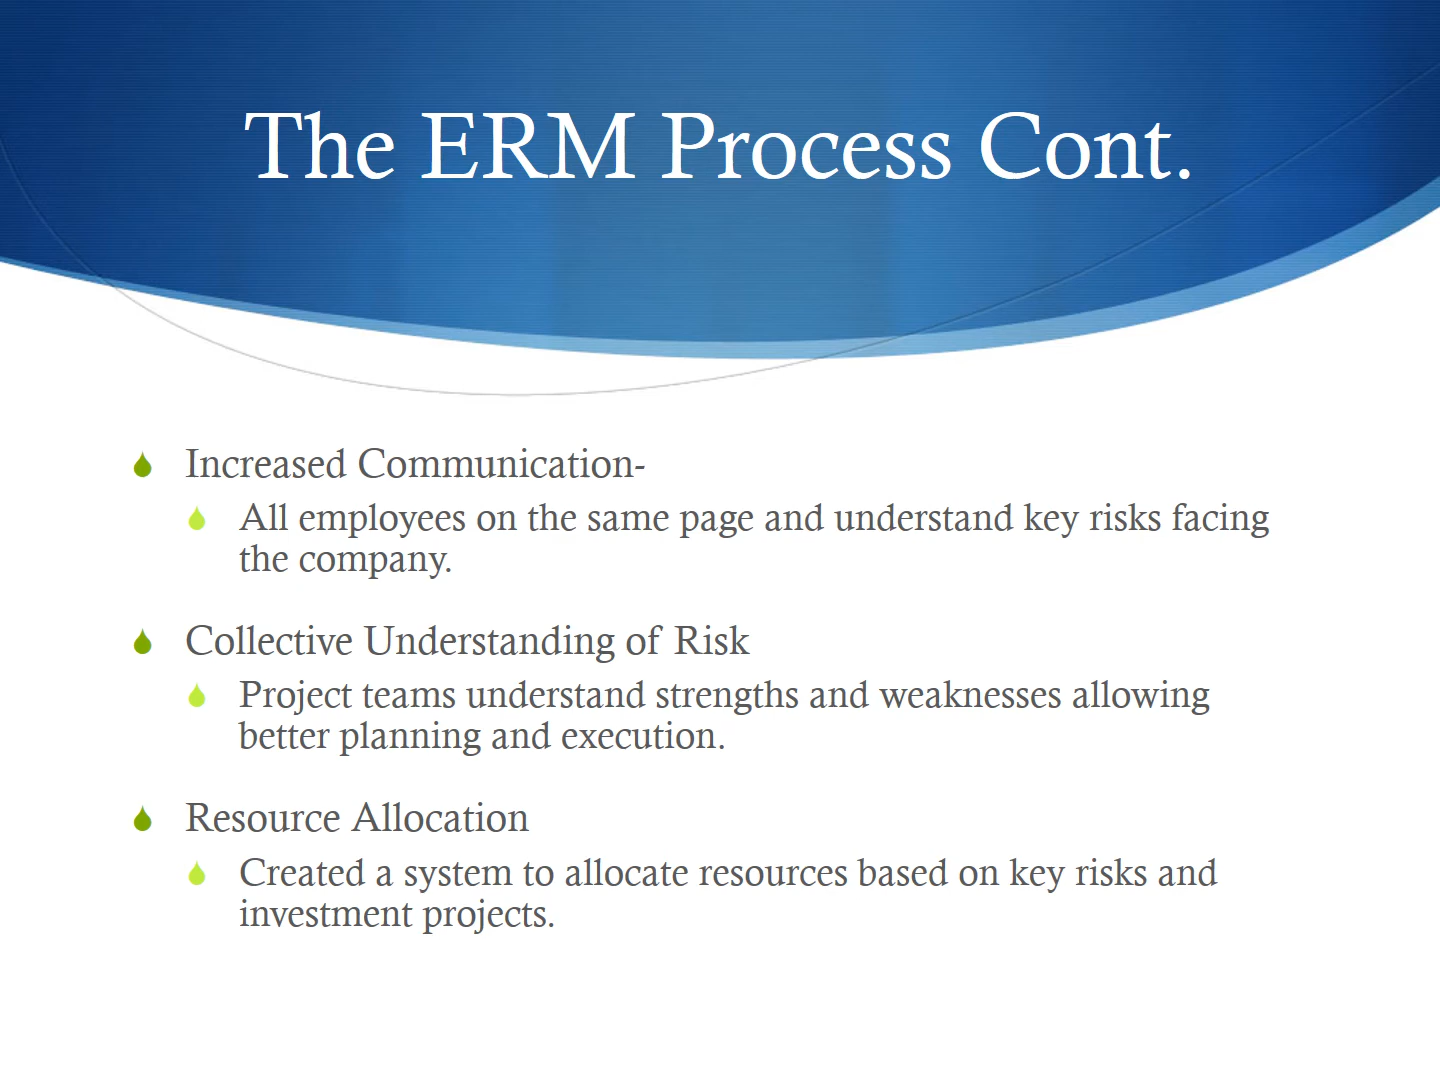 The ERM Process Cont.
Increased Communication-
All employees on the same page and understand key risks facing
the company.
Collective Understanding of Risk
Project teams understand strengths and weaknesses allowing
better planning and execution.
Resource Allocation
Created a system to allocate resources based on key risks and
investment projects.